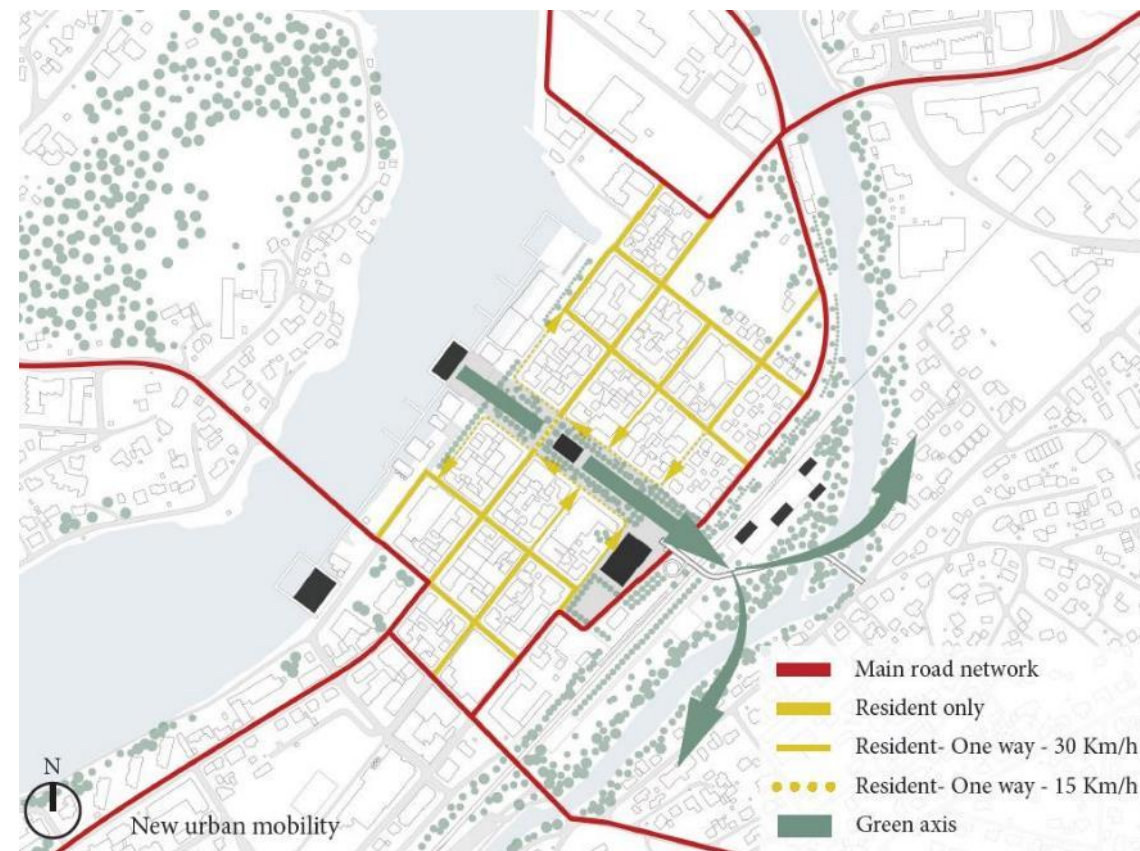 Main road network
Resident only
Resident- One way - 30 Km/h
Resident- One way - 15 Km/h
Green axis
N
New urban mobility